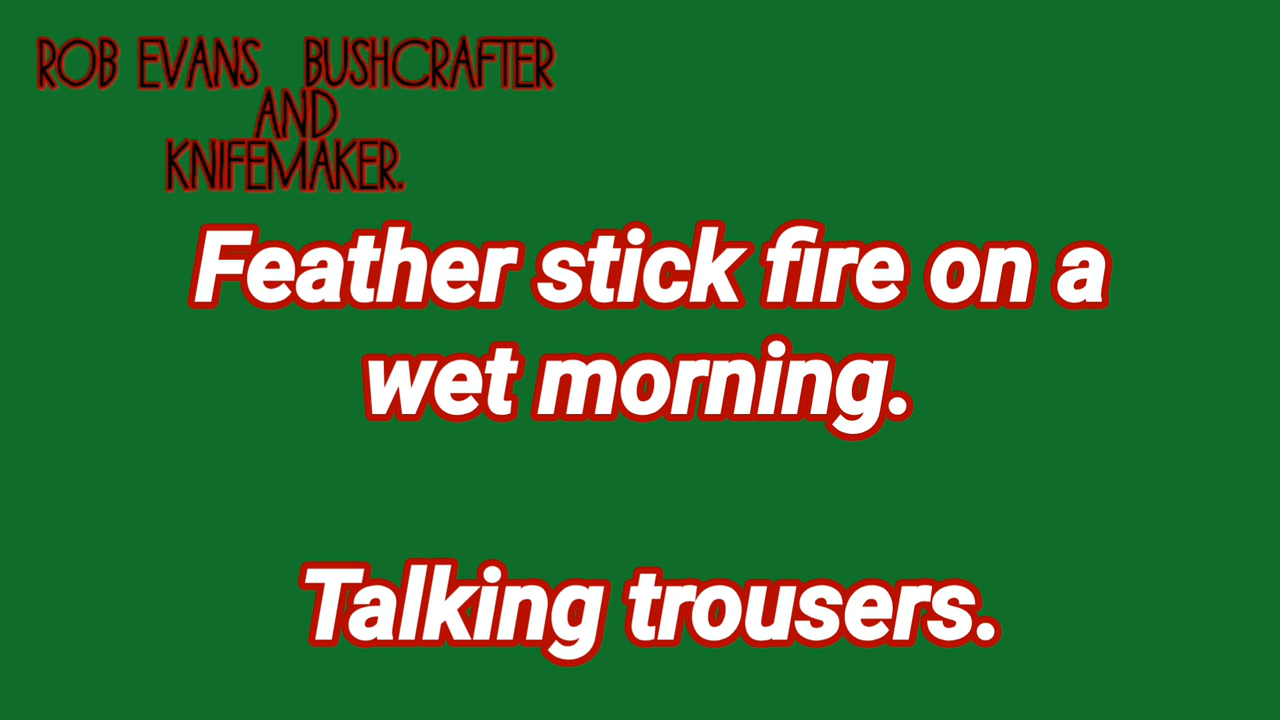 ROB EVANS BUSHCRAFTER
AND
KNIFEMAKER.
Feather stick fire on a
wet morning.
Talking trousers.